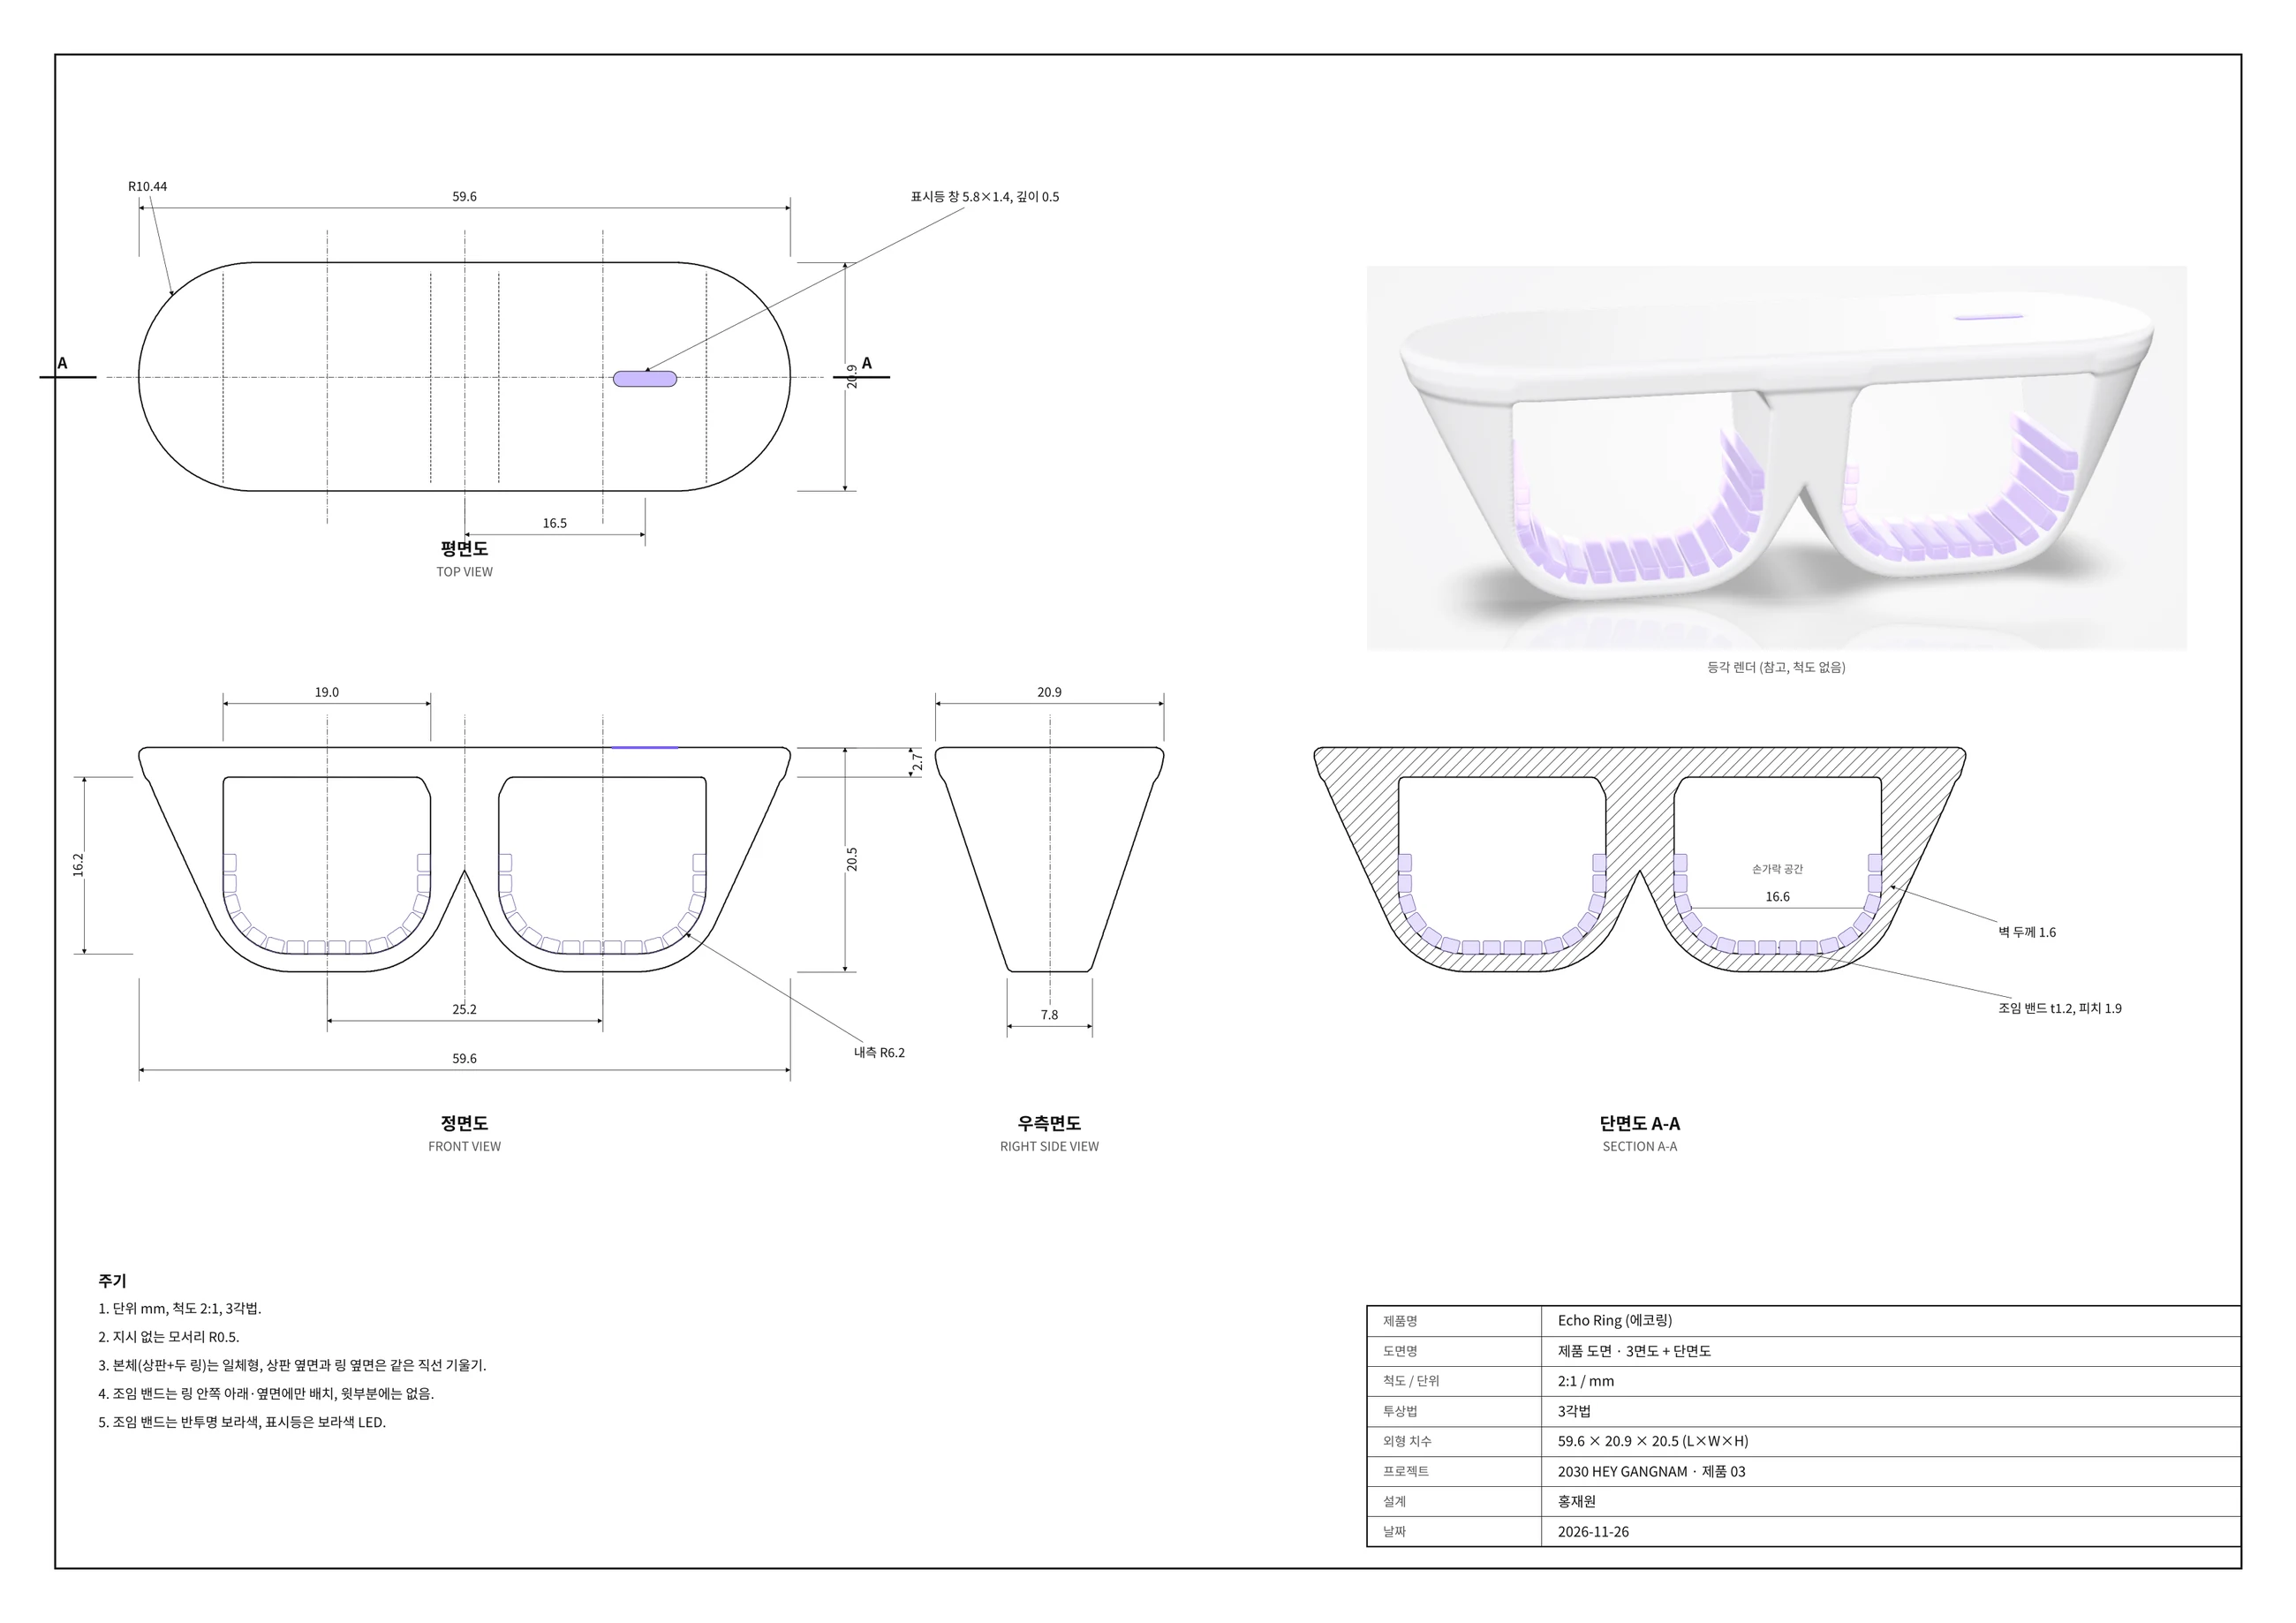 R10.44
59.6
표시등 창 5.8×1.4, 깊이 0.5
A
A
20.9
16.5
평면도
TOP VIEW
등각 렌더 (참고, 척도 없음)
19.0
20.9
2.7
16.2
20.5
손가락 공간
16.6
벽 두께 1.6
25.2
7.8
조임 밴드 t1.2, 피치 1.9
내측 R6.2
59.6
정면도
FRONT VIEW
우측면도
RIGHT SIDE VIEW
단면도 A-A
SECTION A-A
주기
1. 단위 mm, 척도 2:1, 3각법.
2. 지시 없는 모서리 R0.5.
3. 본체(상판+두 링)는 일체형, 상판 옆면과 링 옆면은 같은 직선 기울기.
4. 조임 밴드는 링 안쪽 아래·옆면에만 배치, 윗부분에는 없음.
5. 조임 밴드는 반투명 보라색, 표시등은 보라색 LED.
제품명 Echo Ring (에코링)
도면명 제품 도면 · 3면도 + 단면도
척도 / 단위 2:1 / mm
투상법 3각법
외형 치수 59.6 × 20.9 × 20.5 (L×W×H)
프로젝트 2030 HEY GANGNAM · 제품 03
설계 홍재원
날짜 2026-11-26